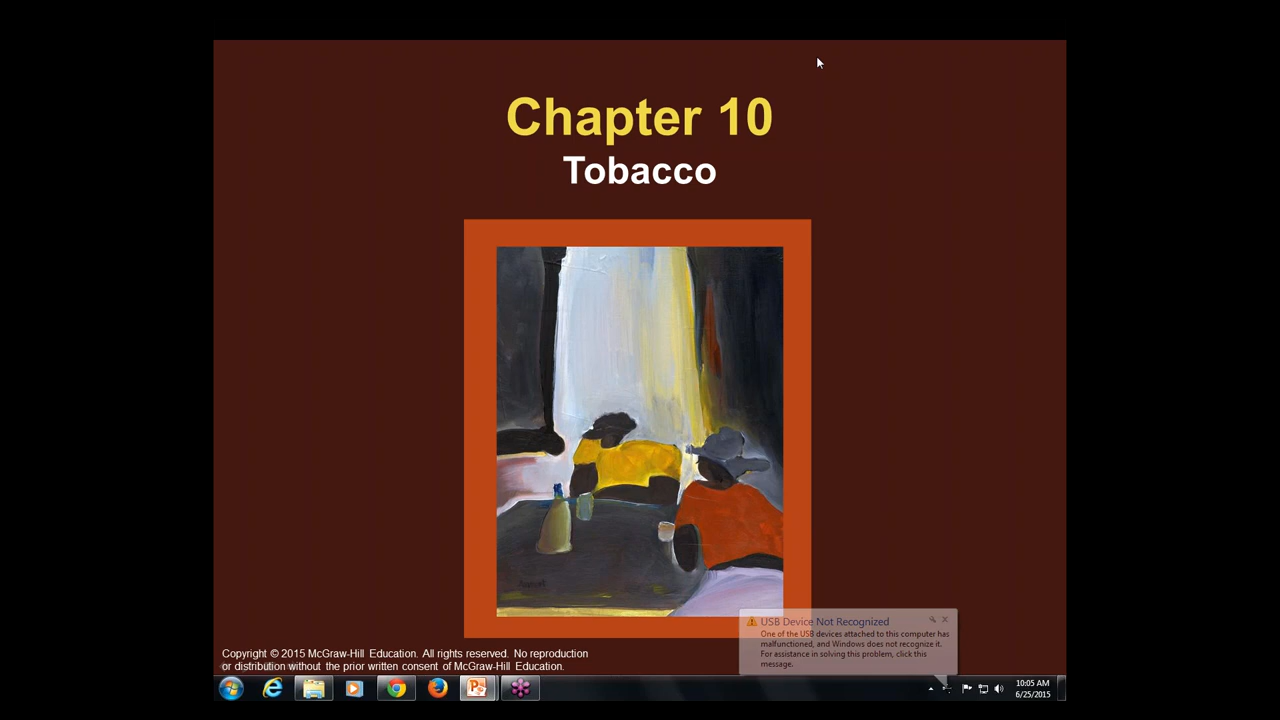 Chapter 10
Tobacco
Copyright © 2015 McGraw-Hill Education. All rights reserved. No reproduction
or distribution without the prior written consent of McGraw-Hill Education.
USB Device Not Recognized
One of the USB devices attached to this computer has
malfunctioned, and Windows does not recognize it.
For assistance in solving this problem, click this
message.
10:05 AM
6/25/2015